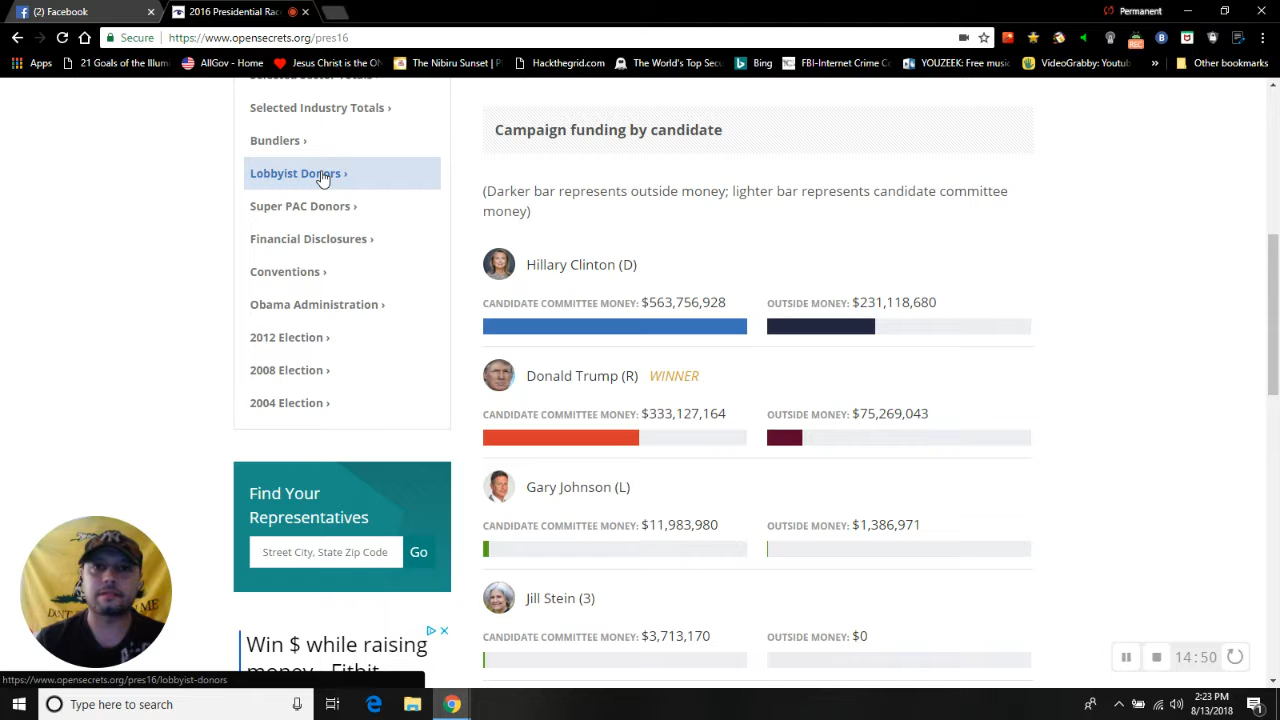 (2) Facebook
2016 Presidential Rac
Permanent
Secure
https://www.opensecrets.org/pres16
Apps
21 Goals of the Illum
AllGov - Home
Jesus Christ is the ON
The Nibiru Sunset | P
Hackthegrid.com
The World's Top Secr
Bing
FBI-Internet Crime Co
YOUZEEK: Free music
VideoGrabby: Youtub
»
Other bookmarks
Selected Sector Totals ›
Selected Industry Totals ›
Bundlers ›
Lobbyist Donors ›
Super PAC Donors ›
Financial Disclosures ›
Conventions ›
Obama Administration ›
2012 Election ›
2008 Election ›
2004 Election ›
Find Your
Representatives
Street City, State Zip Code
Go
Win $ while raising
money - Fitbit
Campaign funding by candidate
(Darker bar represents outside money; lighter bar represents candidate committee
money)
Hillary Clinton (D)
CANDIDATE COMMITTEE MONEY: $563,756,928
OUTSIDE MONEY: $231,118,680
Donald Trump (R) WINNER
CANDIDATE COMMITTEE MONEY: $333,127,164
OUTSIDE MONEY: $75,269,043
Gary Johnson (L)
CANDIDATE COMMITTEE MONEY: $11,983,980
OUTSIDE MONEY: $1,386,971
Jill Stein (3)
CANDIDATE COMMITTEE MONEY: $3,713,170
OUTSIDE MONEY: $0
14:50
https://www.opensecrets.org/pres16/lobbyist-donors
Type here to search
2:23 PM
8/13/2018